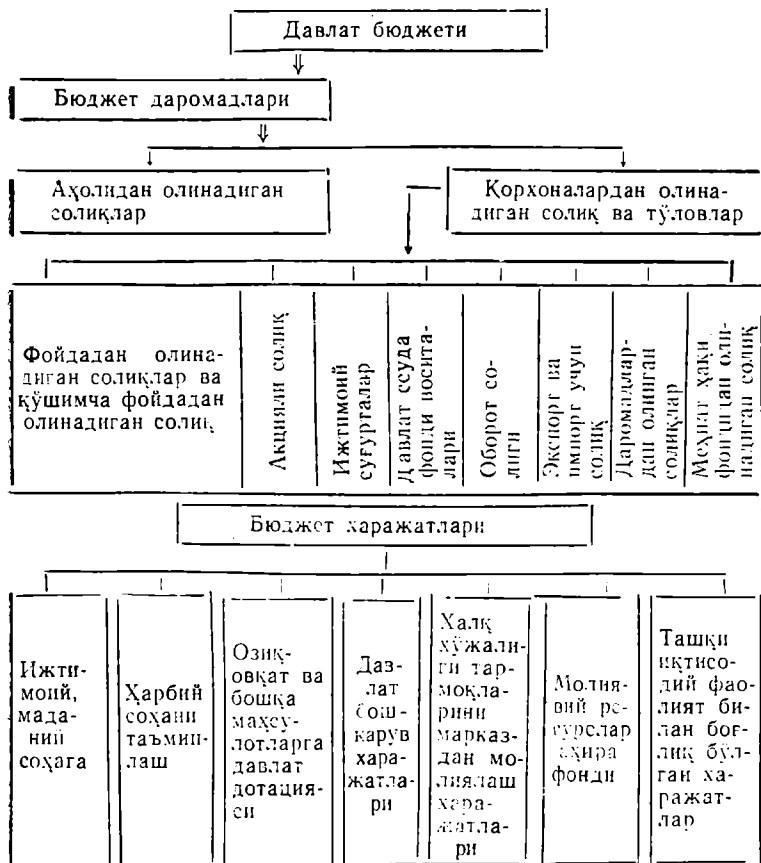 Давлат бюджети
Бюджет даромадлари
Аҳолидан олинадиган
солиқлар
Қорхоналардан олина-
диган солиқ ва тўловлар
Фойдадан олина-
диган солиқлар ва
қўшимча фойдадан
олинадиган солиқ
Акцияли солиқ
Ижтимоий
суғурталар
Давлат ссуда
фонди восита-
лари
Оборот со-
лиғи
Экспорт ва
импорт учун
солиқ
Даромадлар-
дан олинган
солиқлар
Меҳнат ҳақи
фондидан оли-
надиган солиқ
Бюджет харажатлари
Ижти-
моий,
мада-
ний
соҳага
Ҳарбий
соҳани
таъмин-
лаш
Озиқ-
овқат ва
бошқа
маҳсу-
лотларга
давлат
дотация-
си
Дав-
лат
бош-
қарув
хара-
жатла-
ри
Халқ
хўжали-
ги тар-
моқла-
рини
марказ-
дан мо-
лиялаш
хара-
жатла-
ри
Молия-
вий ре-
сурслар
захира
фонди
Ташқи
иқтисо-
дий фао-
лият би-
лан боғ-
лиқ бўл-
ган ха-
ражат-
лар